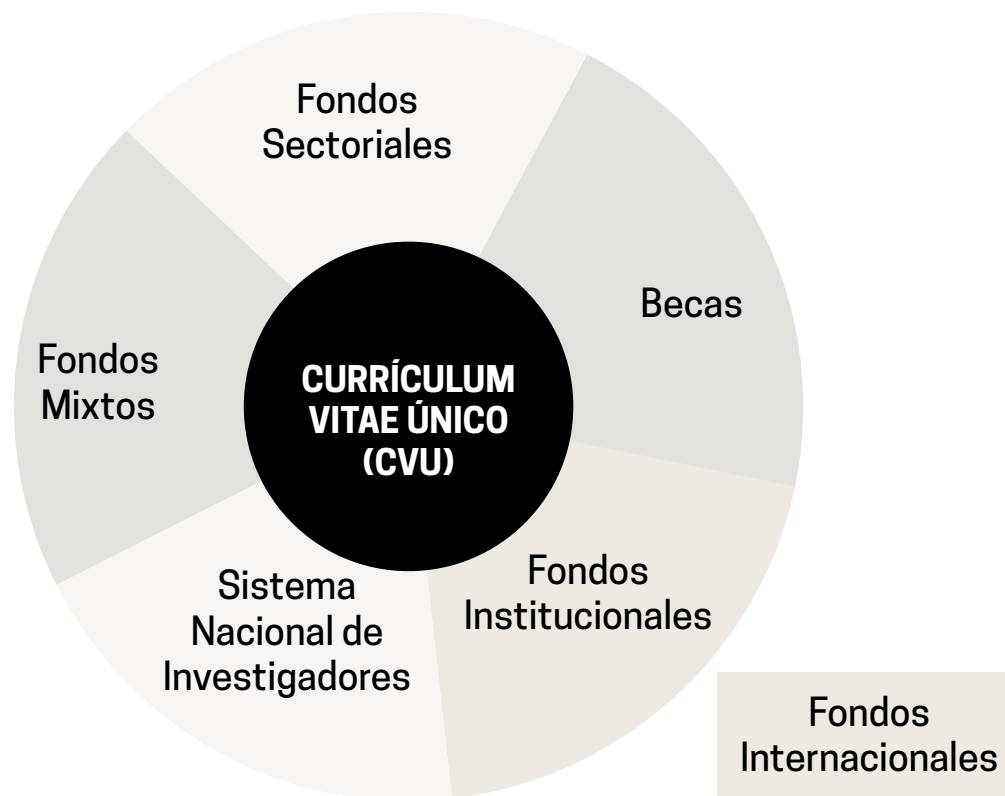 Fondos
Sectoriales
Becas
Fondos
Mixtos
CURRÍCULUM
VITAE ÚNICO
(CVU)
Fondos
Institucionales
Sistema
Nacional de
Investigadores
Fondos
Internacionales